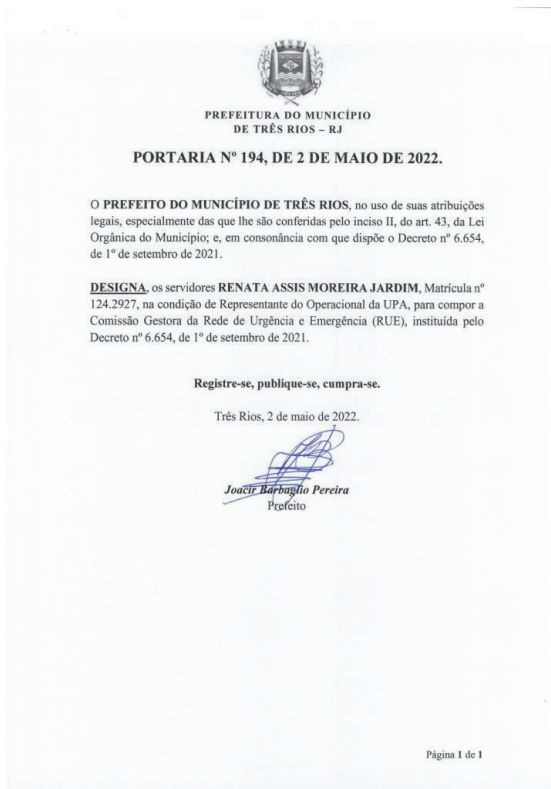 PREFEITURA DO MUNICÍPIO
DE TRÊS RIOS – RJ
PORTARIA Nº 194, DE 2 DE MAIO DE 2022.
O PREFEITO DO MUNICÍPIO DE TRÊS RIOS, no uso de suas atribuições
legais, especialmente das que lhe são conferidas pelo inciso II, do art. 43, da Lei
Orgânica do Município; e, em consonância com que dispõe o Decreto nº 6.654,
de 1º de setembro de 2021.
DESIGNA, os servidores RENATA ASSIS MOREIRA JARDIM, Matrícula nº
124.2927, na condição de Representante do Operacional da UPA, para compor a
Comissão Gestora da Rede de Urgência e Emergência (RUE), instituída pelo
Decreto nº 6.654, de 1º de setembro de 2021.
Registre-se, publique-se, cumpra-se.
Três Rios, 2 de maio de 2022.
Joacir Barbaglio Pereira
Prefeito
Página 1 de 1